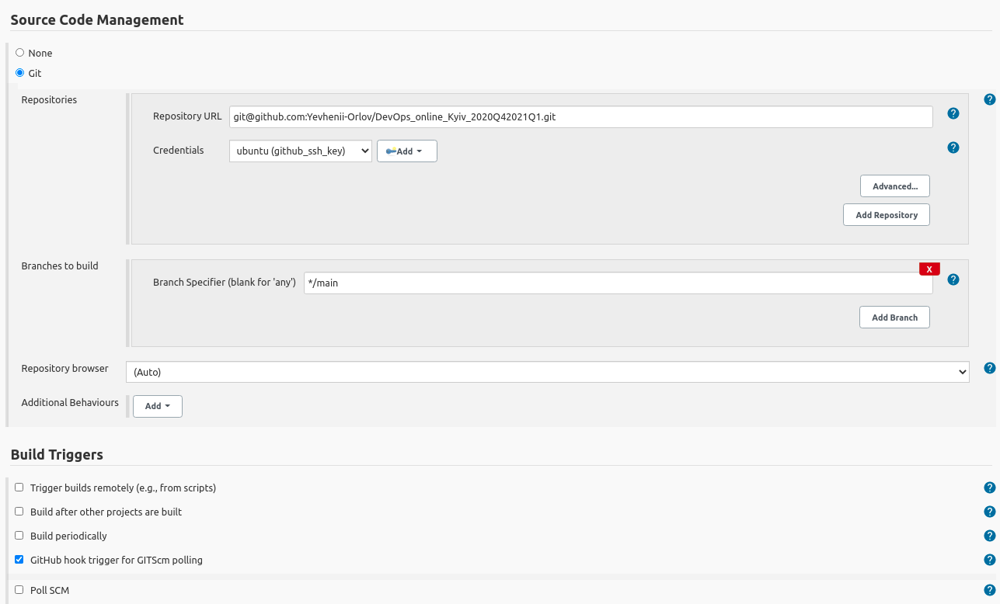 Source Code Management
None
Git
Repositories
Repository URL git@github.com:Yevhenii-Orlov/DevOps_online_Kyiv_2020Q42021Q1.git
Credentials ubuntu (github_ssh_key) Add
Advanced...
Add Repository
Branches to build
X
Branch Specifier (blank for 'any') */main
Add Branch
Repository browser (Auto)
Additional Behaviours Add
Build Triggers
Trigger builds remotely (e.g., from scripts) ?
Build after other projects are built ?
Build periodically ?
GitHub hook trigger for GITScm polling ?
Poll SCM ?